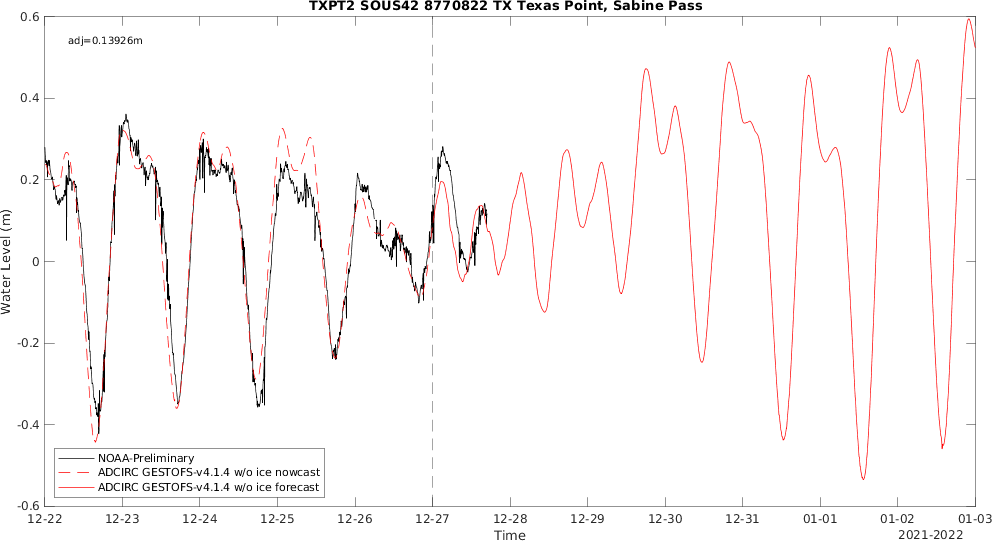 TXPT2 SOUS42 8770822 TX Texas Point, Sabine Pass
adj=0.13926m
0.6
0.4
0.2
0
-0.2
-0.4
-0.6
Water Level (m)
NOAA-Preliminary
ADCIRC GESTOFS-v4.1.4 w/o ice nowcast
ADCIRC GESTOFS-v4.1.4 w/o ice forecast
12-22 12-23 12-24 12-25 12-26 12-27 12-28 12-29 12-30 12-31 01-01 01-02 01-03
Time
2021-2022